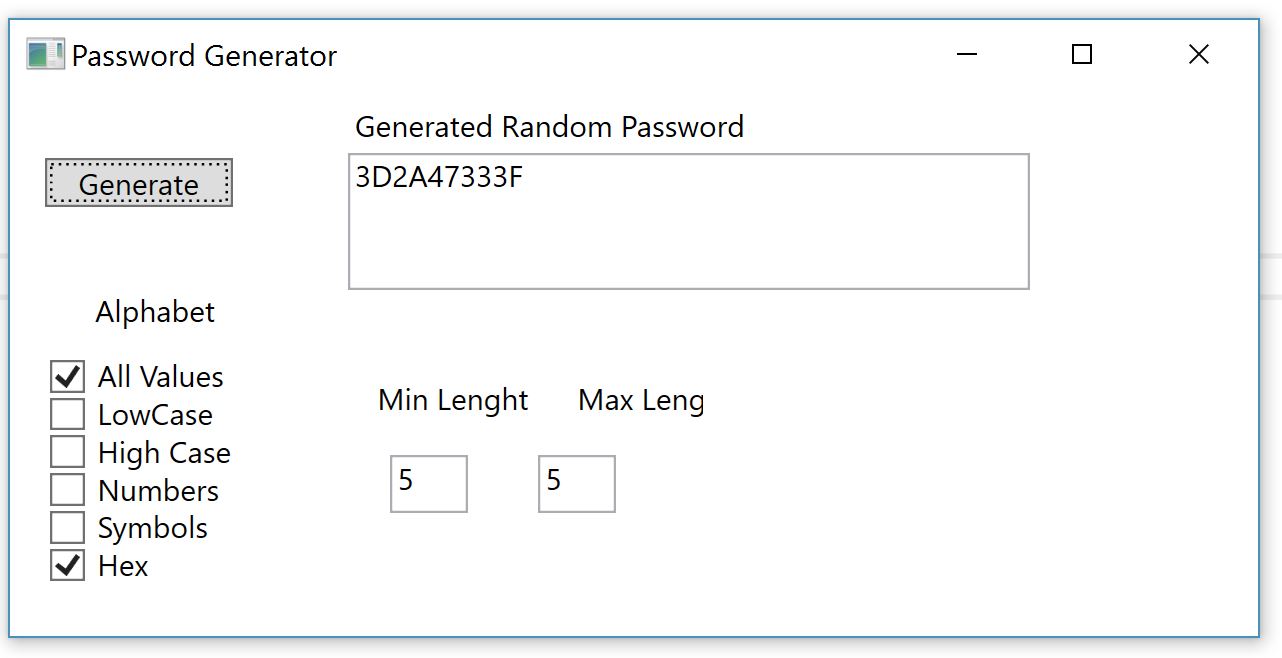 Password Generator
Generated Random Password
Generate
3D2A47333F
Alphabet
All Values
LowCase
High Case
Numbers
Symbols
Hex
Min Lenght
Max Leng
5
5